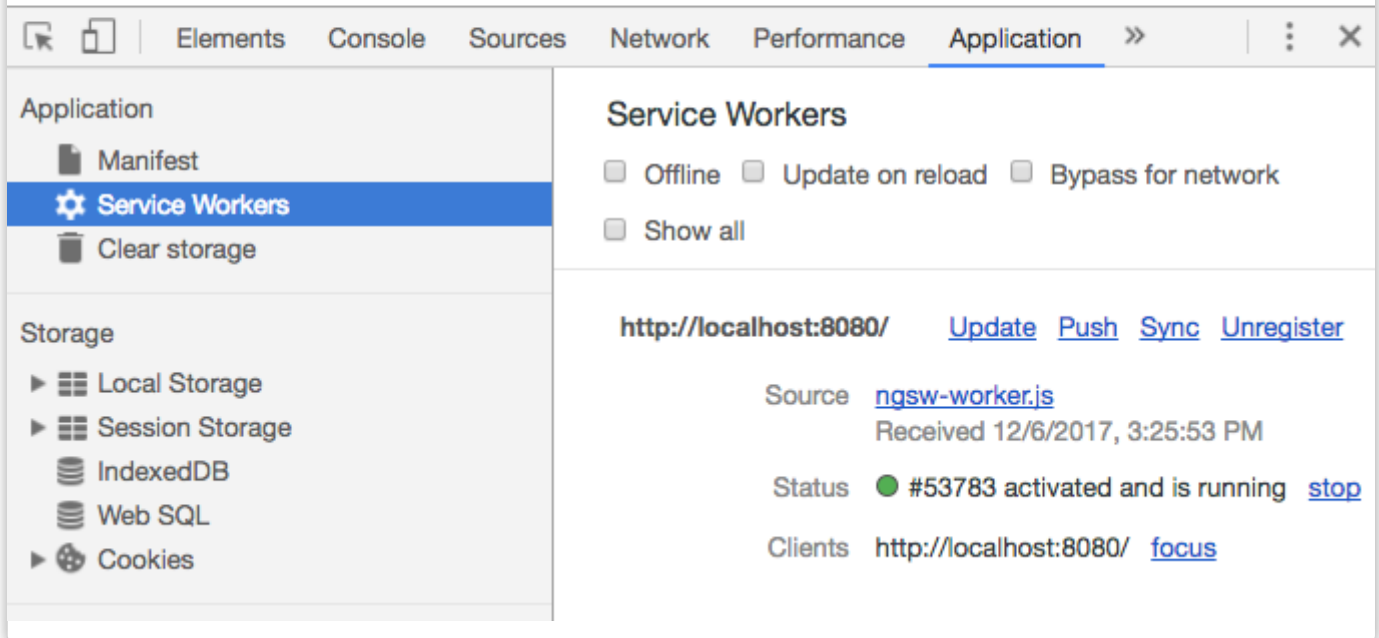 Elements Console Sources Network Performance Application »
Application
Manifest
Service Workers
Clear storage
Storage
Local Storage
Session Storage
IndexedDB
Web SQL
Cookies
Service Workers
Offline Update on reload Bypass for network
Show all
http://localhost:8080/ Update Push Sync Unregister
Source ngsw-worker.js
Received 12/6/2017, 3:25:53 PM
Status #53783 activated and is running stop
Clients http://localhost:8080/ focus